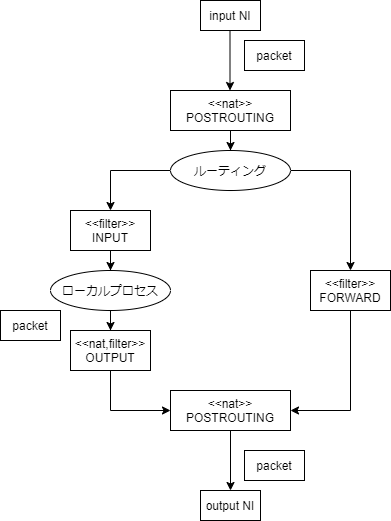 input NI
packet
<<nat>>
POSTROUTING
ルーティング
<<filter>>
INPUT
ローカルプロセス
<<filter>>
FORWARD
packet
<<nat,filter>>
OUTPUT
<<nat>>
POSTROUTING
packet
output NI